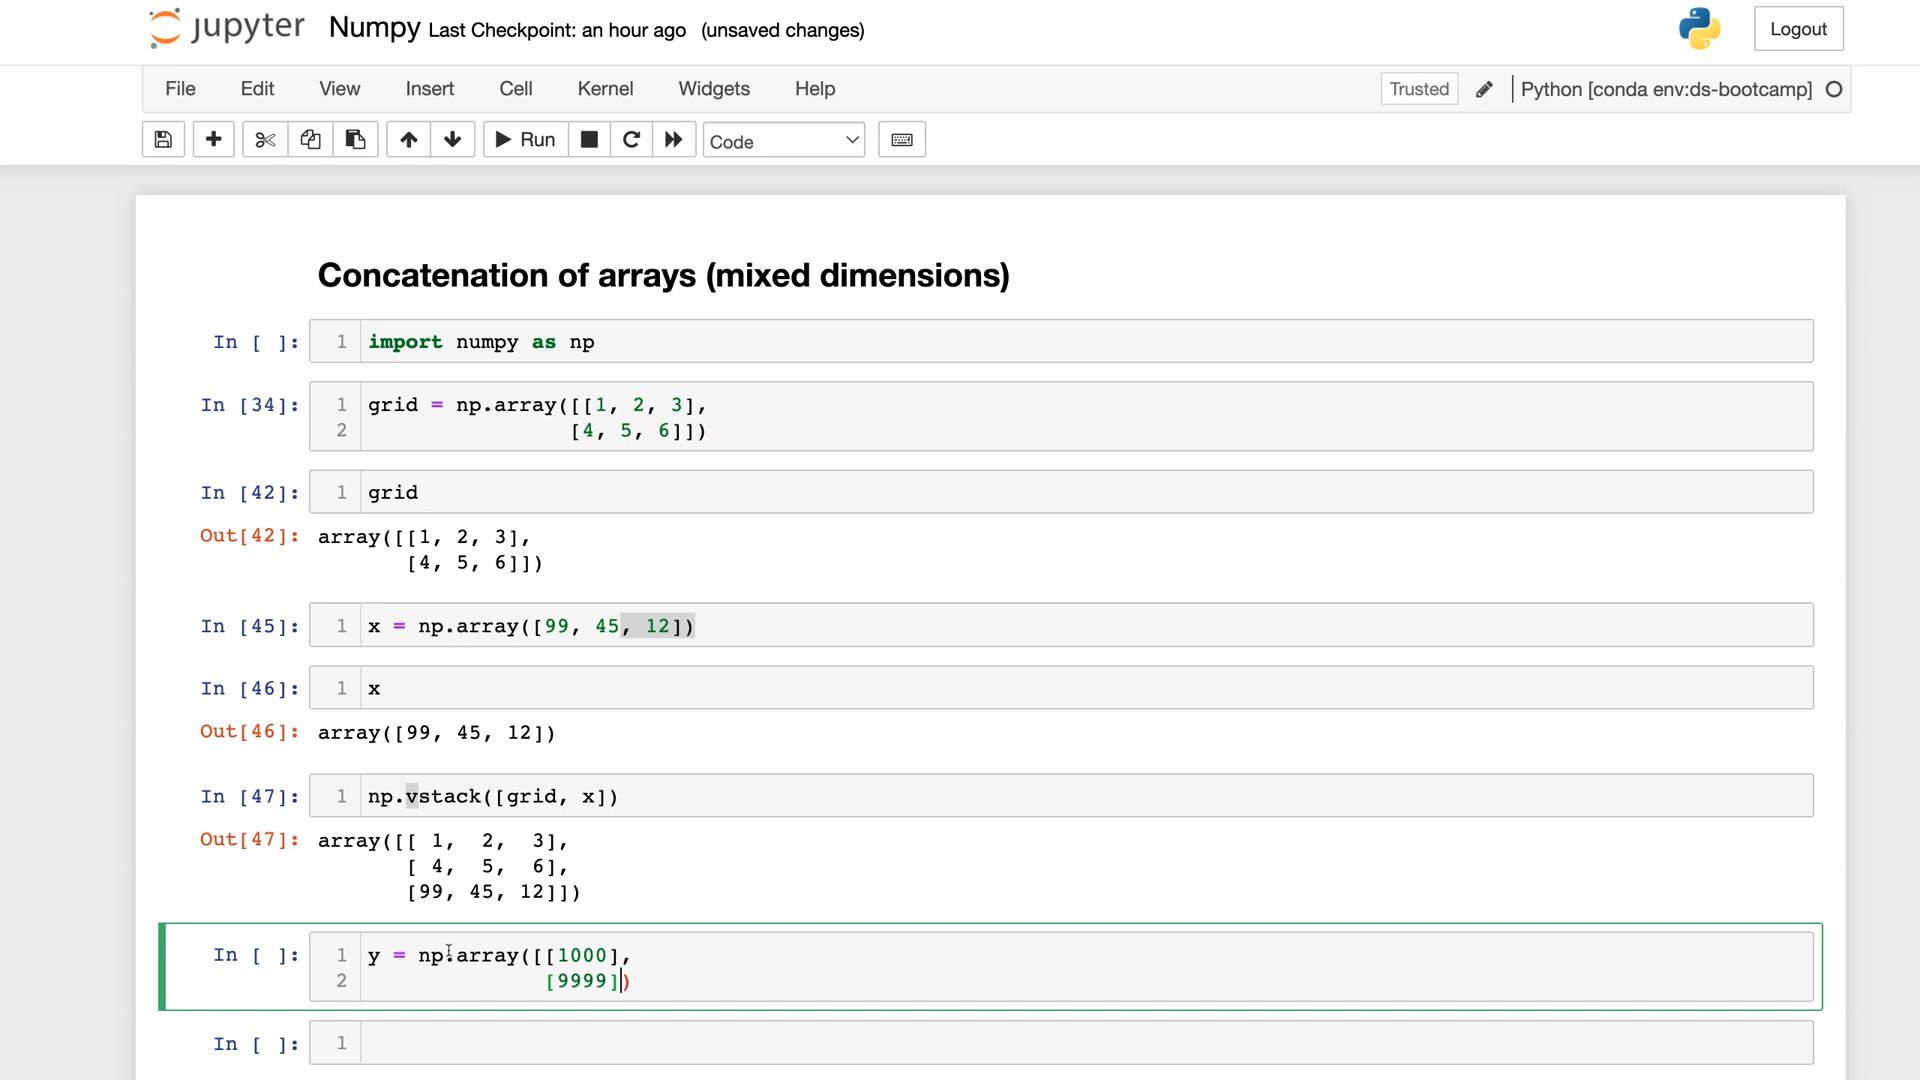 jupyter Numpy Last Checkpoint: an hour ago (unsaved changes) Logout
File Edit View Insert Cell Kernel Widgets Help Trusted Python [conda env:ds-bootcamp]
Run Code
Concatenation of arrays (mixed dimensions)
In [ ]: 1 import numpy as np
In [34]: 1 grid = np.array([[1, 2, 3],
2 [4, 5, 6]])
In [42]: 1 grid
Out[42]: array([[1, 2, 3],
[4, 5, 6]])
In [45]: 1 x = np.array([99, 45, 12])
In [46]: 1 x
Out[46]: array([99, 45, 12])
In [47]: 1 np.vstack([grid, x])
Out[47]: array([[ 1, 2, 3],
[ 4, 5, 6],
[99, 45, 12]])
In [ ]: 1 y = np.array([[1000],
2 [9999])
In [ ]: 1